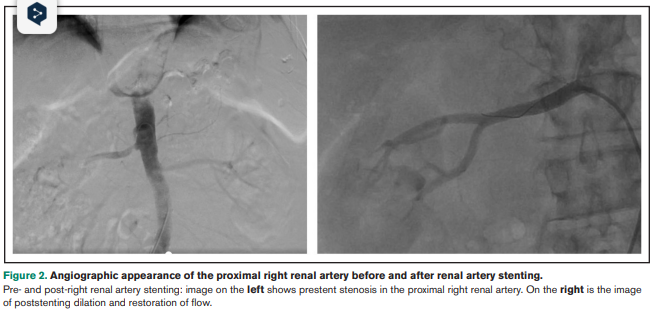 Figure 2. Angiographic appearance of the proximal right renal artery before and after renal artery stenting.
Pre- and post-right renal artery stenting: image on the left shows prestent stenosis in the proximal right renal artery. On the right is the image
of poststenting dilation and restoration of flow.